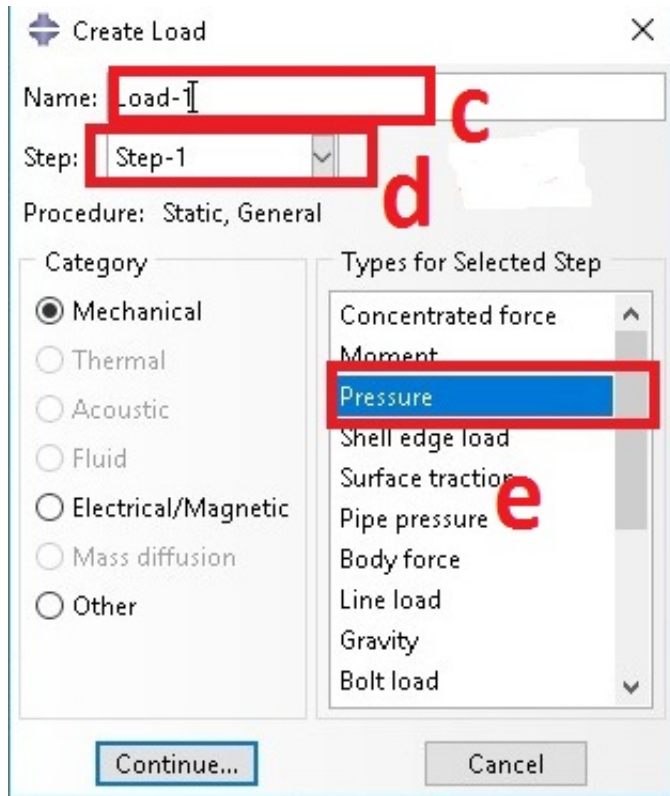 Create Load
Name: Load-1
c
Step: Step-1
d
Procedure: Static, General
Category
Mechanical
Thermal
Acoustic
Fluid
Electrical/Magnetic
Mass diffusion
Other
Types for Selected Step
Concentrated force
Moment
Pressure
Shell edge load
Surface traction
e
Pipe pressure
Body force
Line load
Gravity
Bolt load
Continue...
Cancel